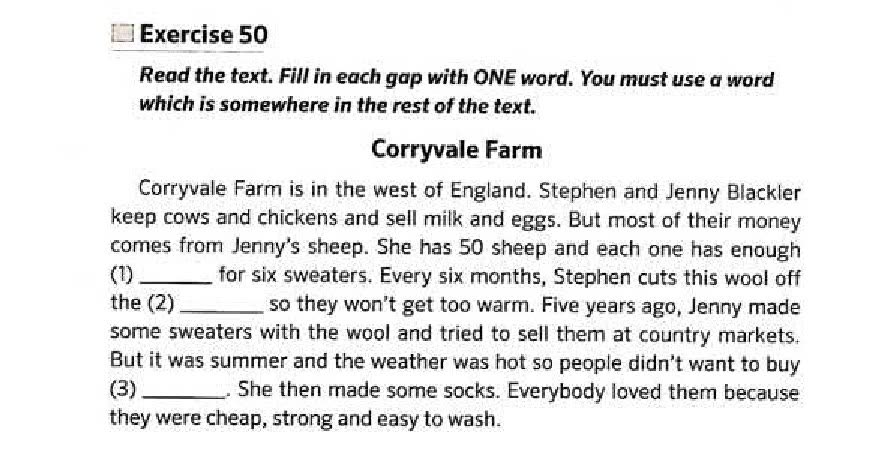 Exercise 50
Read the text. Fill in each gap with ONE word. You must use a word
which is somewhere in the rest of the text.
Corryvale Farm
Corryvale Farm is in the west of England. Stephen and Jenny Blackler
keep cows and chickens and sell milk and eggs. But most of their money
comes from Jenny's sheep. She has 50 sheep and each one has enough
(1) _______ for six sweaters. Every six months, Stephen cuts this wool off
the (2) ________ so they won't get too warm. Five years ago, Jenny made
some sweaters with the wool and tried to sell them at country markets.
But it was summer and the weather was hot so people didn't want to buy
(3) ________. She then made some socks. Everybody loved them because
they were cheap, strong and easy to wash.